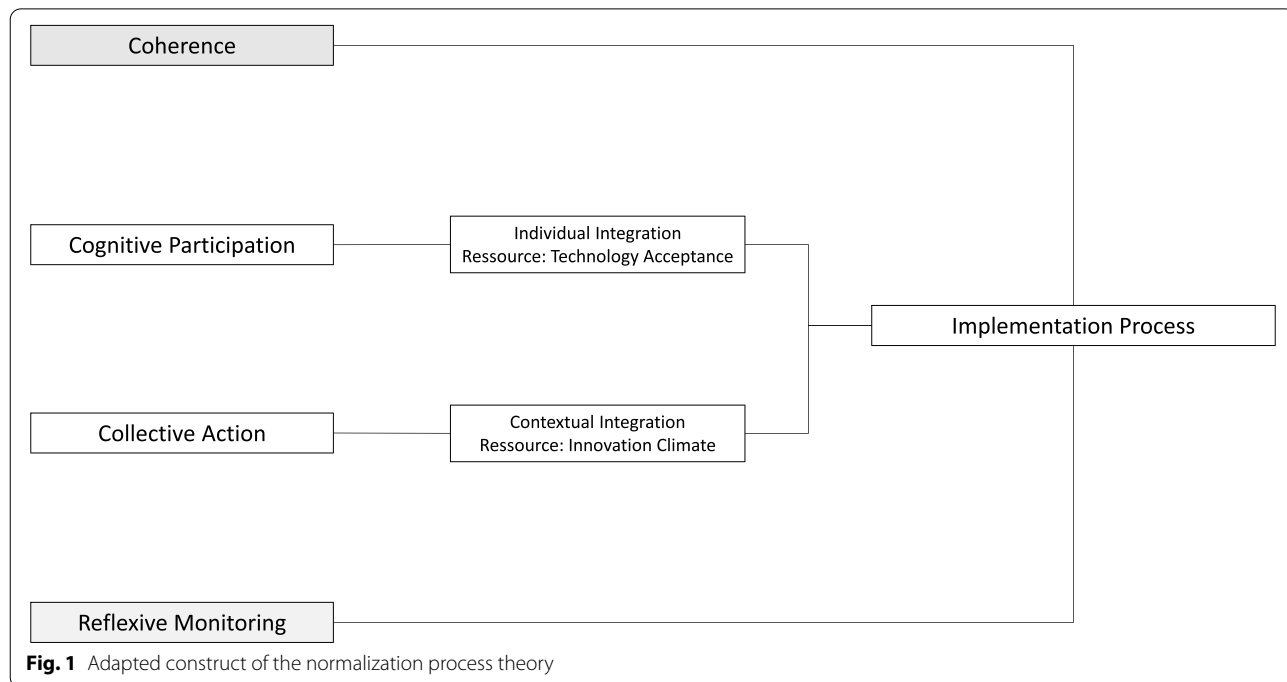 Coherence
Cognitive Participation
Individual Integration
Ressource: Technology Acceptance
Implementation Process
Collective Action
Contextual Integration
Ressource: Innovation Climate
Reflexive Monitoring
Fig. 1 Adapted construct of the normalization process theory